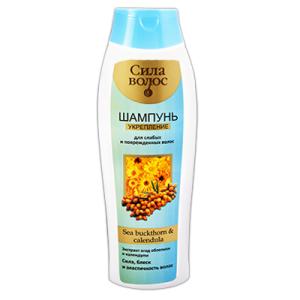 Сила
волос
ШАМПУНЬ
УКРЕПЛЕНИЕ
для слабых
и поврежденных волос
Sea buckthorn &
calendula
Экстракт ягод облепихи
и календулы
Сила, блеск
и эластичность волос